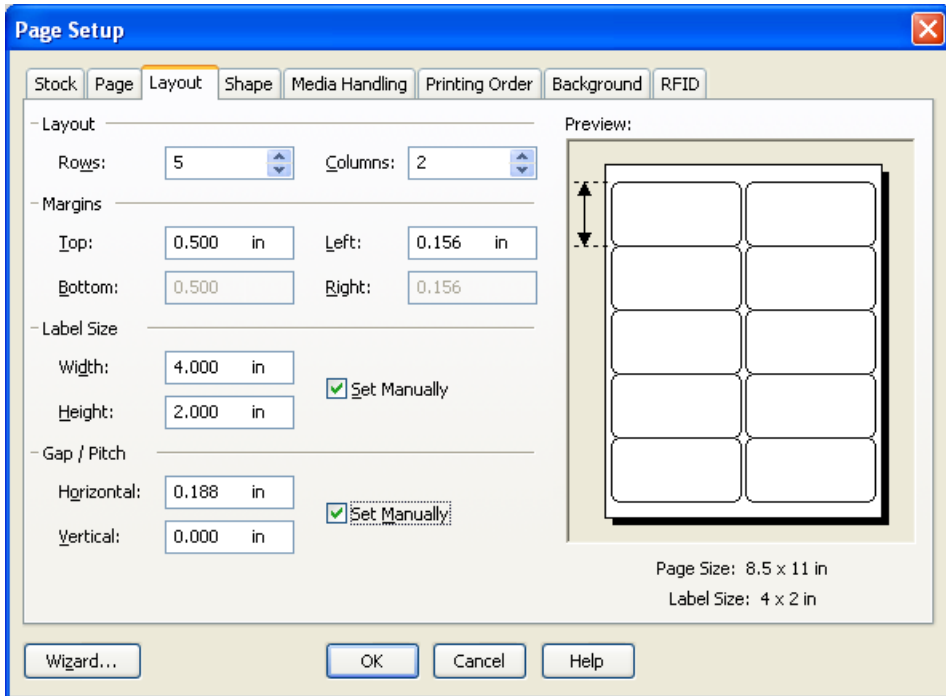 Page Setup
Stock Page Layout Shape Media Handling Printing Order Background RFID
Layout
Rows: 5 Columns: 2
Margins
Top: 0.500 in Left: 0.156 in
Bottom: 0.500 Right: 0.156
Label Size
Width: 4.000 in
Set Manually
Height: 2.000 in
Gap / Pitch
Horizontal: 0.188 in
Set Manually
Vertical: 0.000 in
Preview:
Page Size: 8.5 x 11 in
Label Size: 4 x 2 in
Wizard... OK Cancel Help